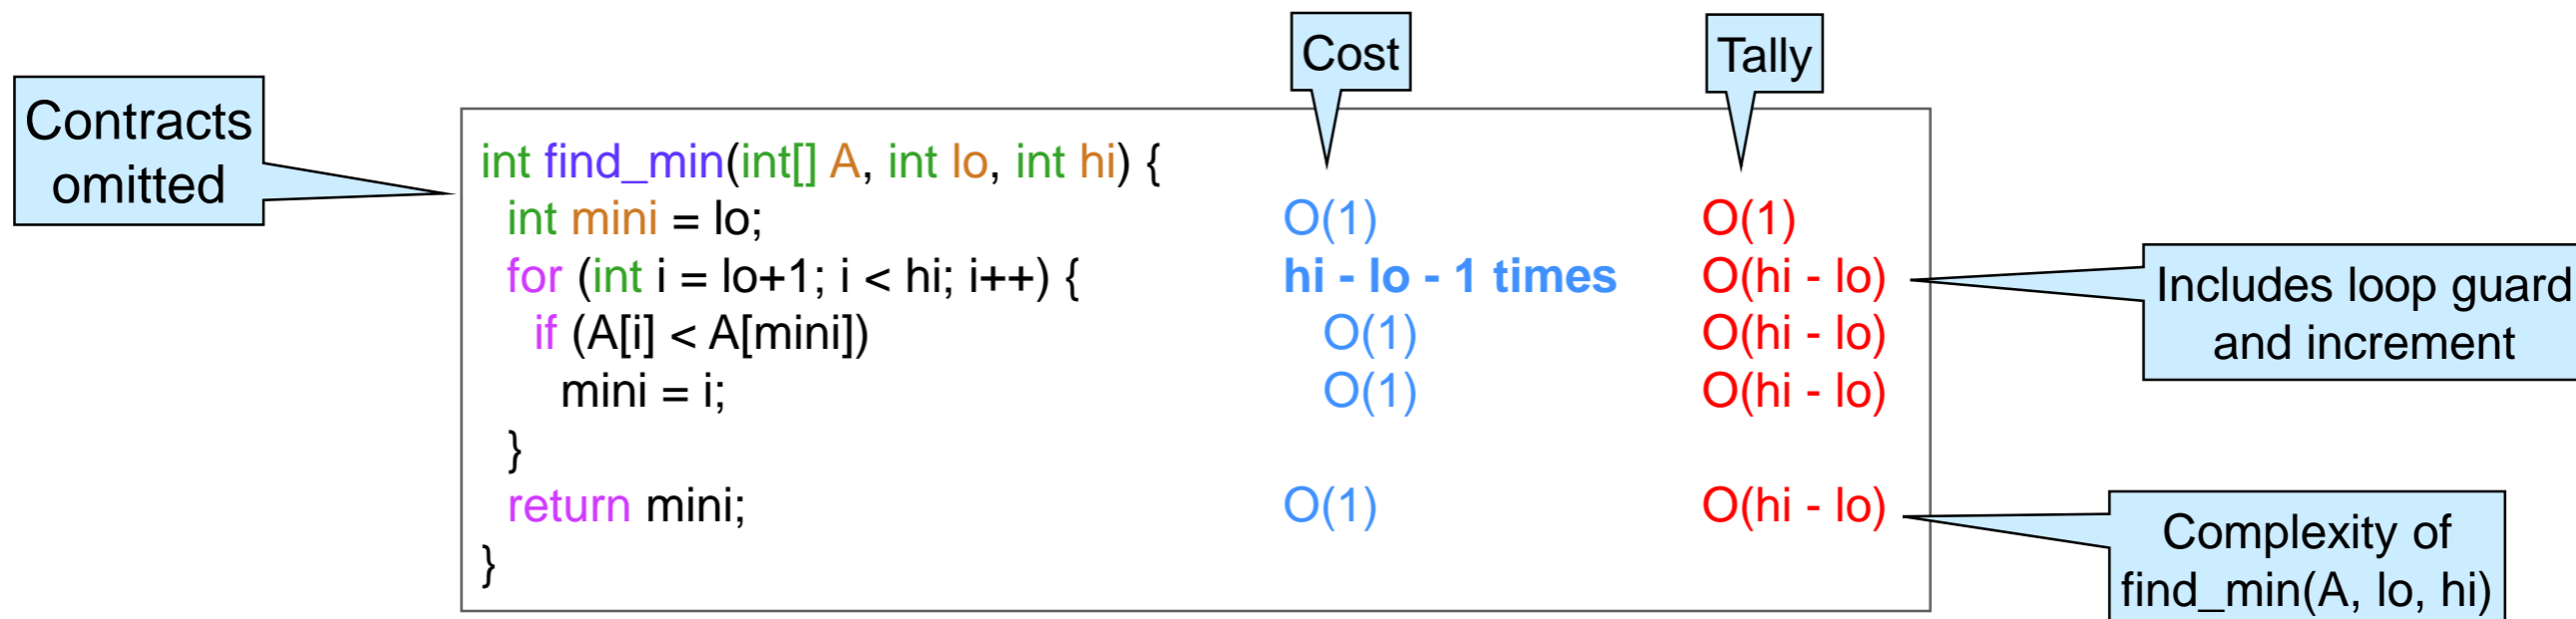 Cost
Tally
Contracts
omitted
int find_min(int[] A, int lo, int hi) {
int mini = lo; O(1) O(1)
for (int i = lo+1; i < hi; i++) { hi - lo - 1 times O(hi - lo)
if (A[i] < A[mini]) O(1) O(hi - lo)
mini = i; O(1) O(hi - lo)
}
return mini; O(1) O(hi - lo)
}
Includes loop guard
and increment
Complexity of
find_min(A, lo, hi)